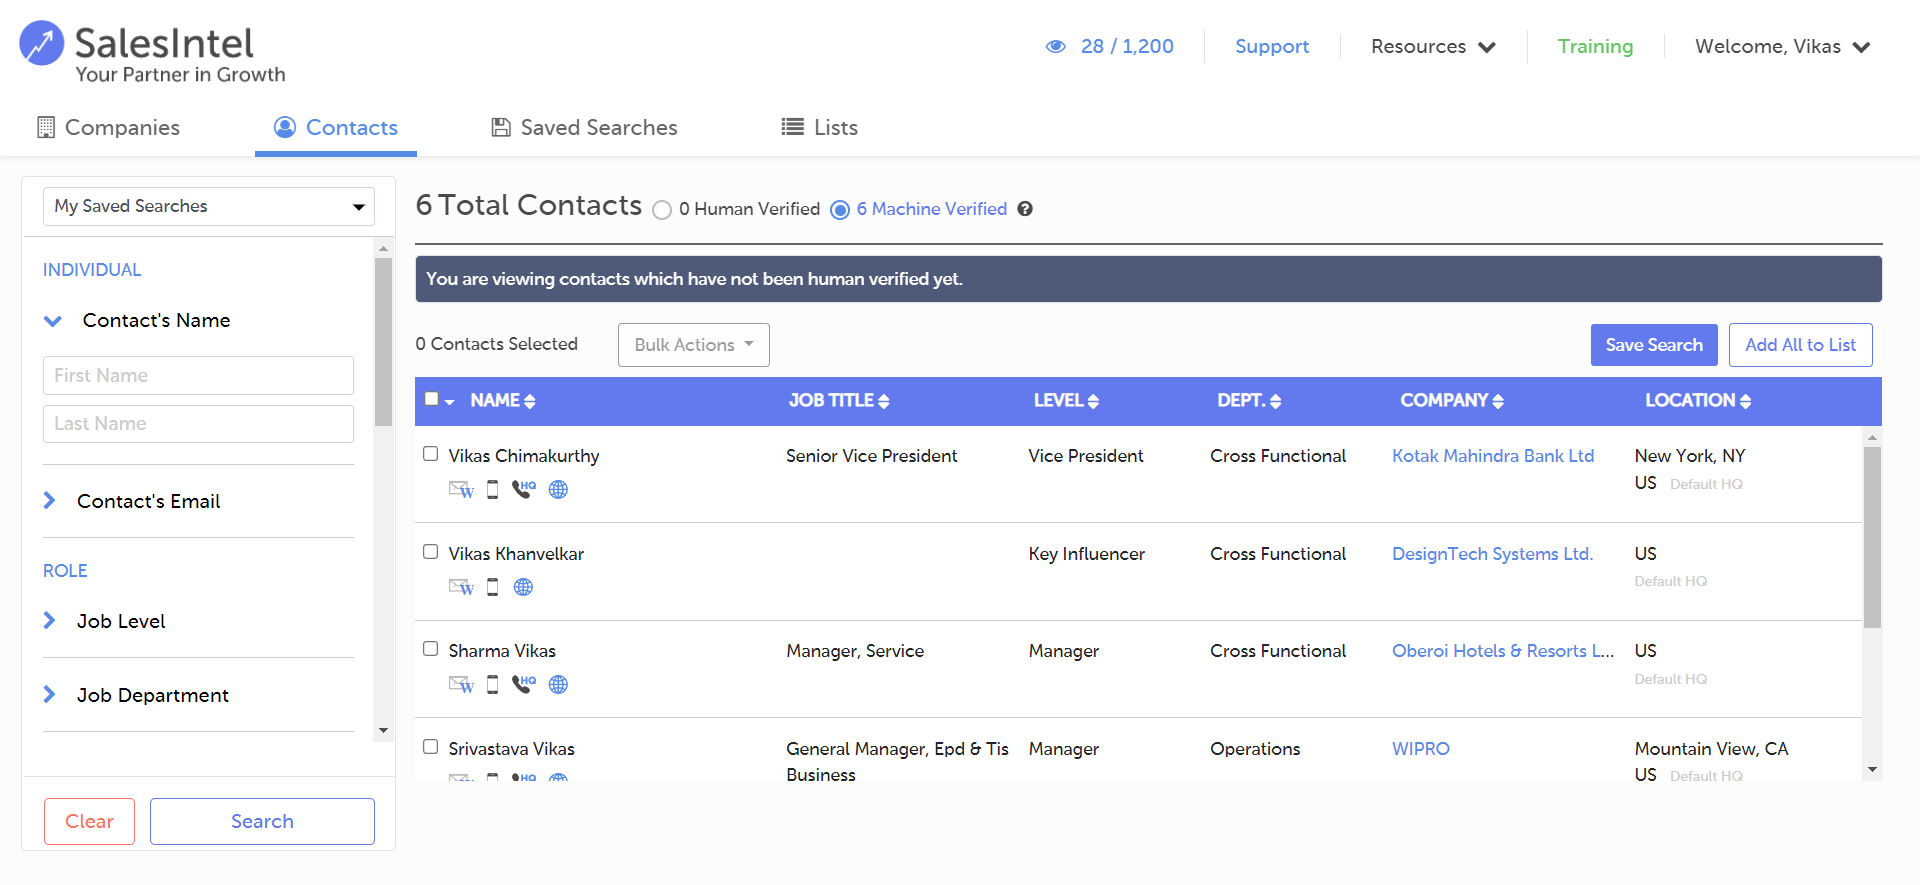 SalesIntel
Your Partner in Growth
28 / 1,200
Support
Resources
Training
Welcome, Vikas
Companies
Contacts
Saved Searches
Lists
My Saved Searches
INDIVIDUAL
Contact's Name
First Name
Last Name
Contact's Email
ROLE
Job Level
Job Department
Clear
Search
6 Total Contacts
0 Human Verified
6 Machine Verified
?
You are viewing contacts which have not been human verified yet.
0 Contacts Selected
Bulk Actions
Save Search
Add All to List
NAME
JOB TITLE
LEVEL
DEPT.
COMPANY
LOCATION
Vikas Chimakurthy
Senior Vice President
Vice President
Cross Functional
Kotak Mahindra Bank Ltd
New York, NY
US Default HQ
W
HQ
Vikas Khanvelkar
Key Influencer
Cross Functional
DesignTech Systems Ltd.
US
Default HQ
W
Sharma Vikas
Manager, Service
Manager
Cross Functional
Oberoi Hotels & Resorts L...
US
Default HQ
W
HQ
Srivastava Vikas
General Manager, Epd & Tis
Business
Manager
Operations
WIPRO
Mountain View, CA
US Default HQ
W
HQ